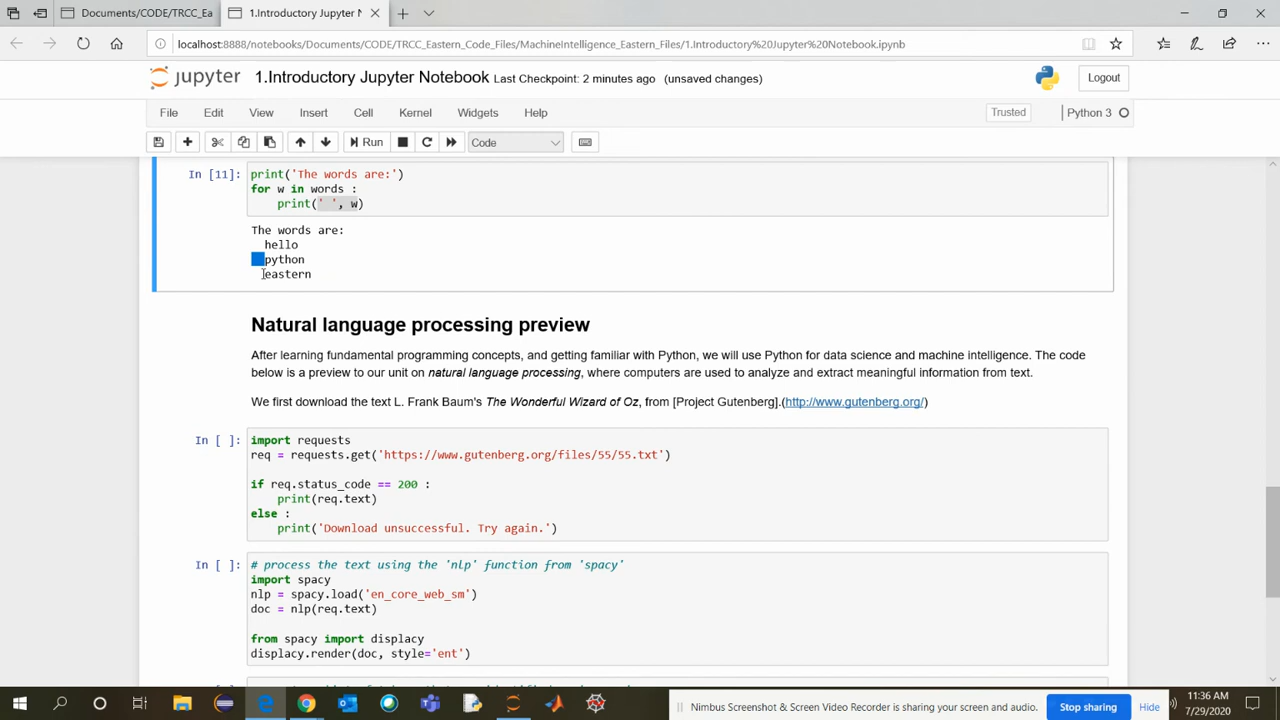 Documents/CODE/TRCC_Ea
1.Introductory Jupyter N
localhost:8888/notebooks/Documents/CODE/TRCC_Eastern_Code_Files/MachineIntelligence_Eastern_Files/1.Introductory%20Jupyter%20Notebook.ipynb
jupyter 1.Introductory Jupyter Notebook Last Checkpoint: 2 minutes ago (unsaved changes) Logout
File Edit View Insert Cell Kernel Widgets Help Trusted Python 3
Run Code
In [11]: print('The words are:')
for w in words :
print(' ', w)
The words are:
hello
python
eastern
Natural language processing preview
After learning fundamental programming concepts, and getting familiar with Python, we will use Python for data science and machine intelligence. The code
below is a preview to our unit on natural language processing, where computers are used to analyze and extract meaningful information from text.
We first download the text L. Frank Baum's The Wonderful Wizard of Oz, from [Project Gutenberg].(http://www.gutenberg.org/)
In [ ]: import requests
req = requests.get('https://www.gutenberg.org/files/55/55.txt')
if req.status_code == 200 :
print(req.text)
else :
print('Download unsuccessful. Try again.')
In [ ]: # process the text using the 'nlp' function from 'spacy'
import spacy
nlp = spacy.load('en_core_web_sm')
doc = nlp(req.text)
from spacy import displacy
displacy.render(doc, style='ent')
Nimbus Screenshot & Screen Video Recorder is sharing your screen and audio. Stop sharing Hide
11:36 AM
7/29/2020